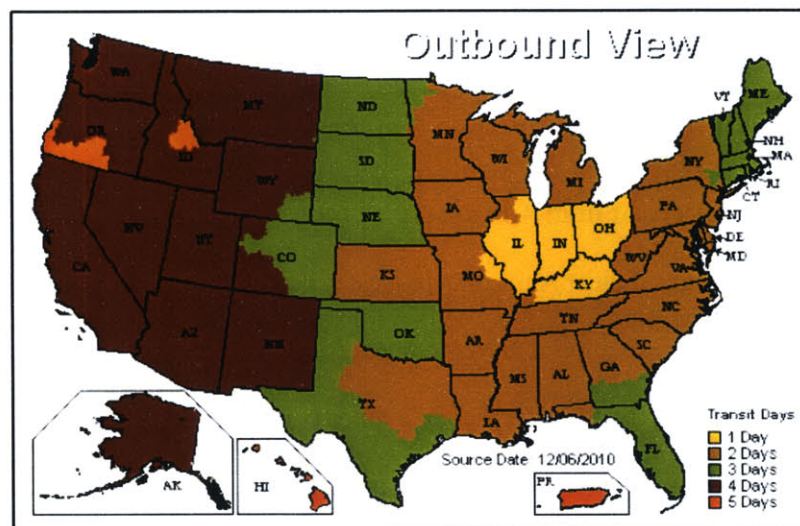 Outbound View
WA
MT
ND
MN
VT
ME
OR
ID
SD
WI
MI
NY
NH
MA
WY
RI
CT
IA
NE
PA
NJ
NV
UT
CO
IL
IN
OH
DE
MD
CA
KS
MO
WV
VA
KY
AZ
NM
OK
AR
TN
NC
SC
MS
AL
GA
TX
LA
FL
Transit Days
1 Day
2 Days
3 Days
4 Days
5 Days
Source Date 12/06/2010
AK
HI
PR